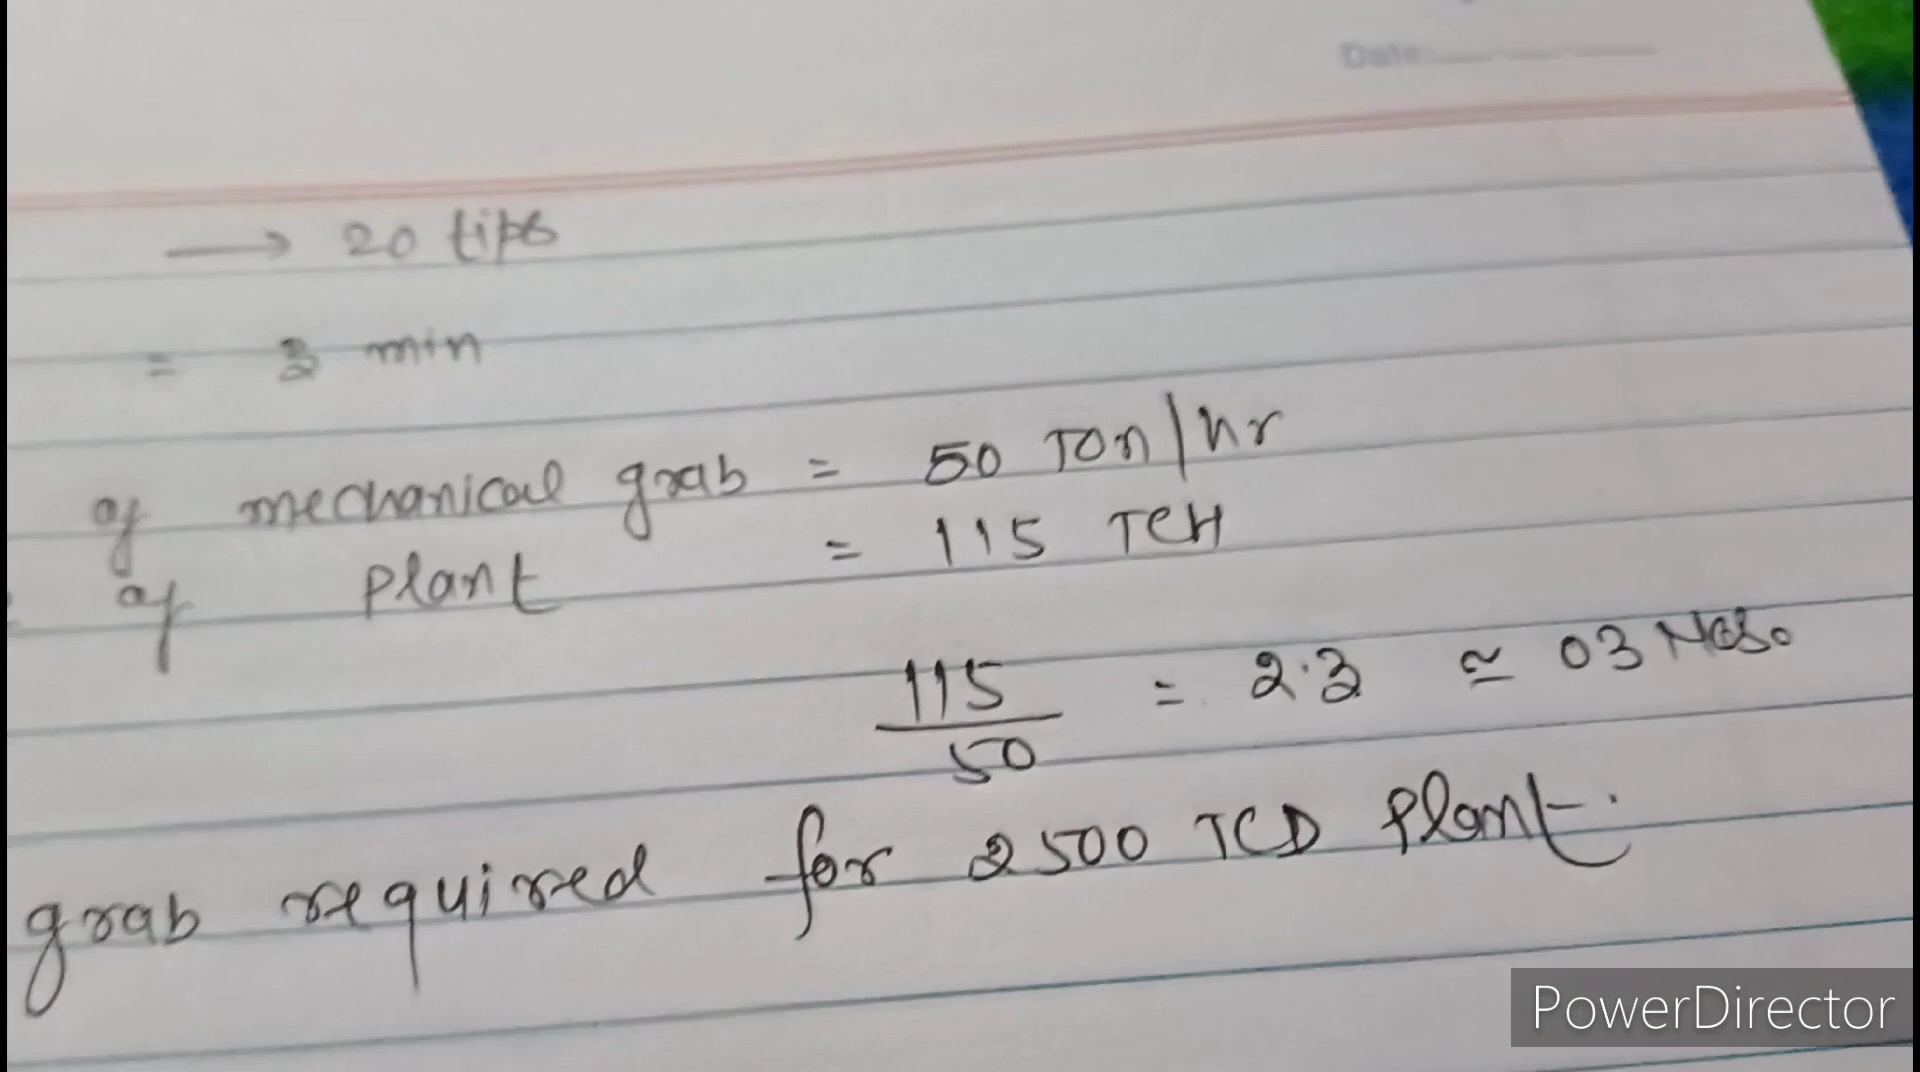 Date:
→ 20 tips
= 3 min
of mechanical grab = 50 Ton/hr
of plant = 115 TCH
115/50 = 2.3 ≃ 03 Nos.
grab required for 2500 TCD Plant.
PowerDirector